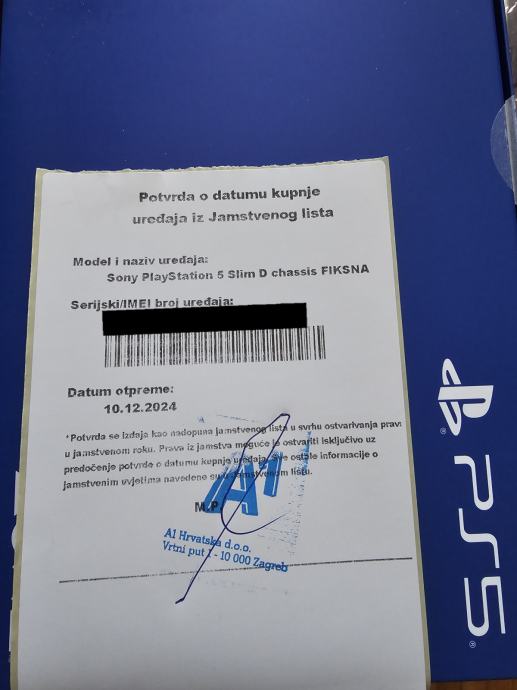 Potvrda o datumu kupnje
uređaja iz Jamstvenog lista
Model i naziv uređaja:
Sony PlayStation 5 Slim D chassis FIKSNA
Serijski/IMEI broj uređaja:
Datum otpreme:
10.12.2024
*Potvrda se izdaje kao nadopuna jamstvenog lista u svrhu ostvarivanja prava
u jamstvenom roku. Prava iz jamstva moguće je ostvariti isključivo uz
predočenje potvrde o datumu kupnje uređaja. Sve ostale informacije o
jamstvenim uvjetima navedene su u Jamstvenom listu.
M.P.
A1
A1 Hrvatska d.o.o.
Vrtni put 1 - 10 000 Zagreb
PS5